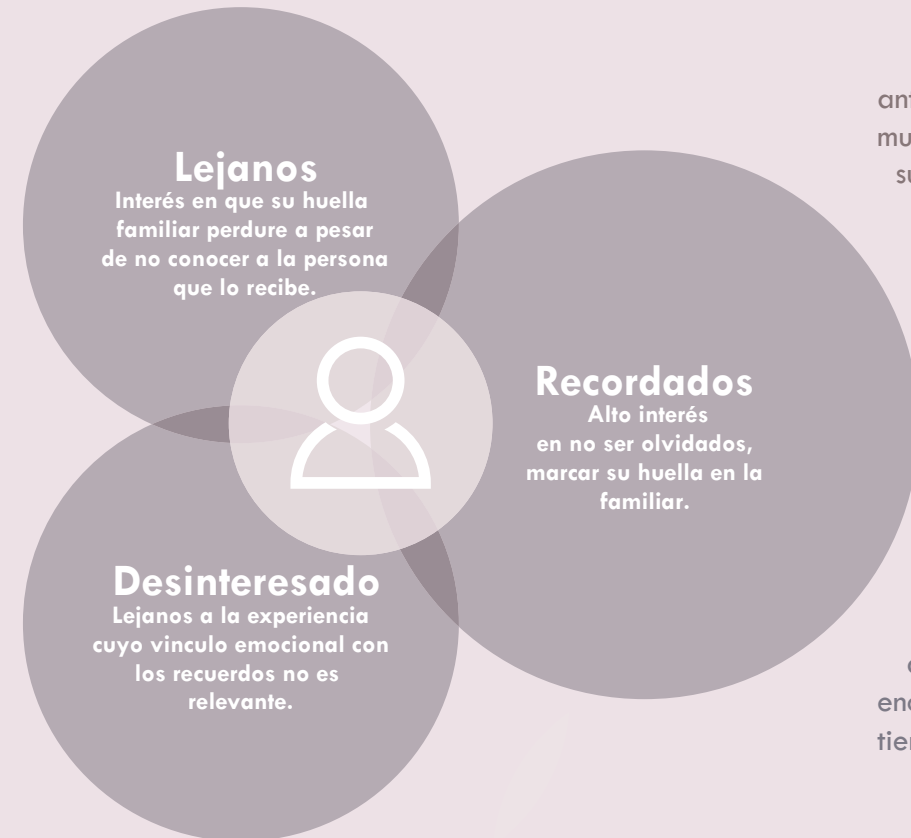 Lejanos
Interés en que su huella
familiar perdure a pesar
de no conocer a la persona
que lo recibe.
Recordados
Alto interés
en no ser olvidados,
marcar su huella en la
familiar.
Desinteresado
Lejanos a la experiencia
cuyo vinculo emocional con
los recuerdos no es
relevante.